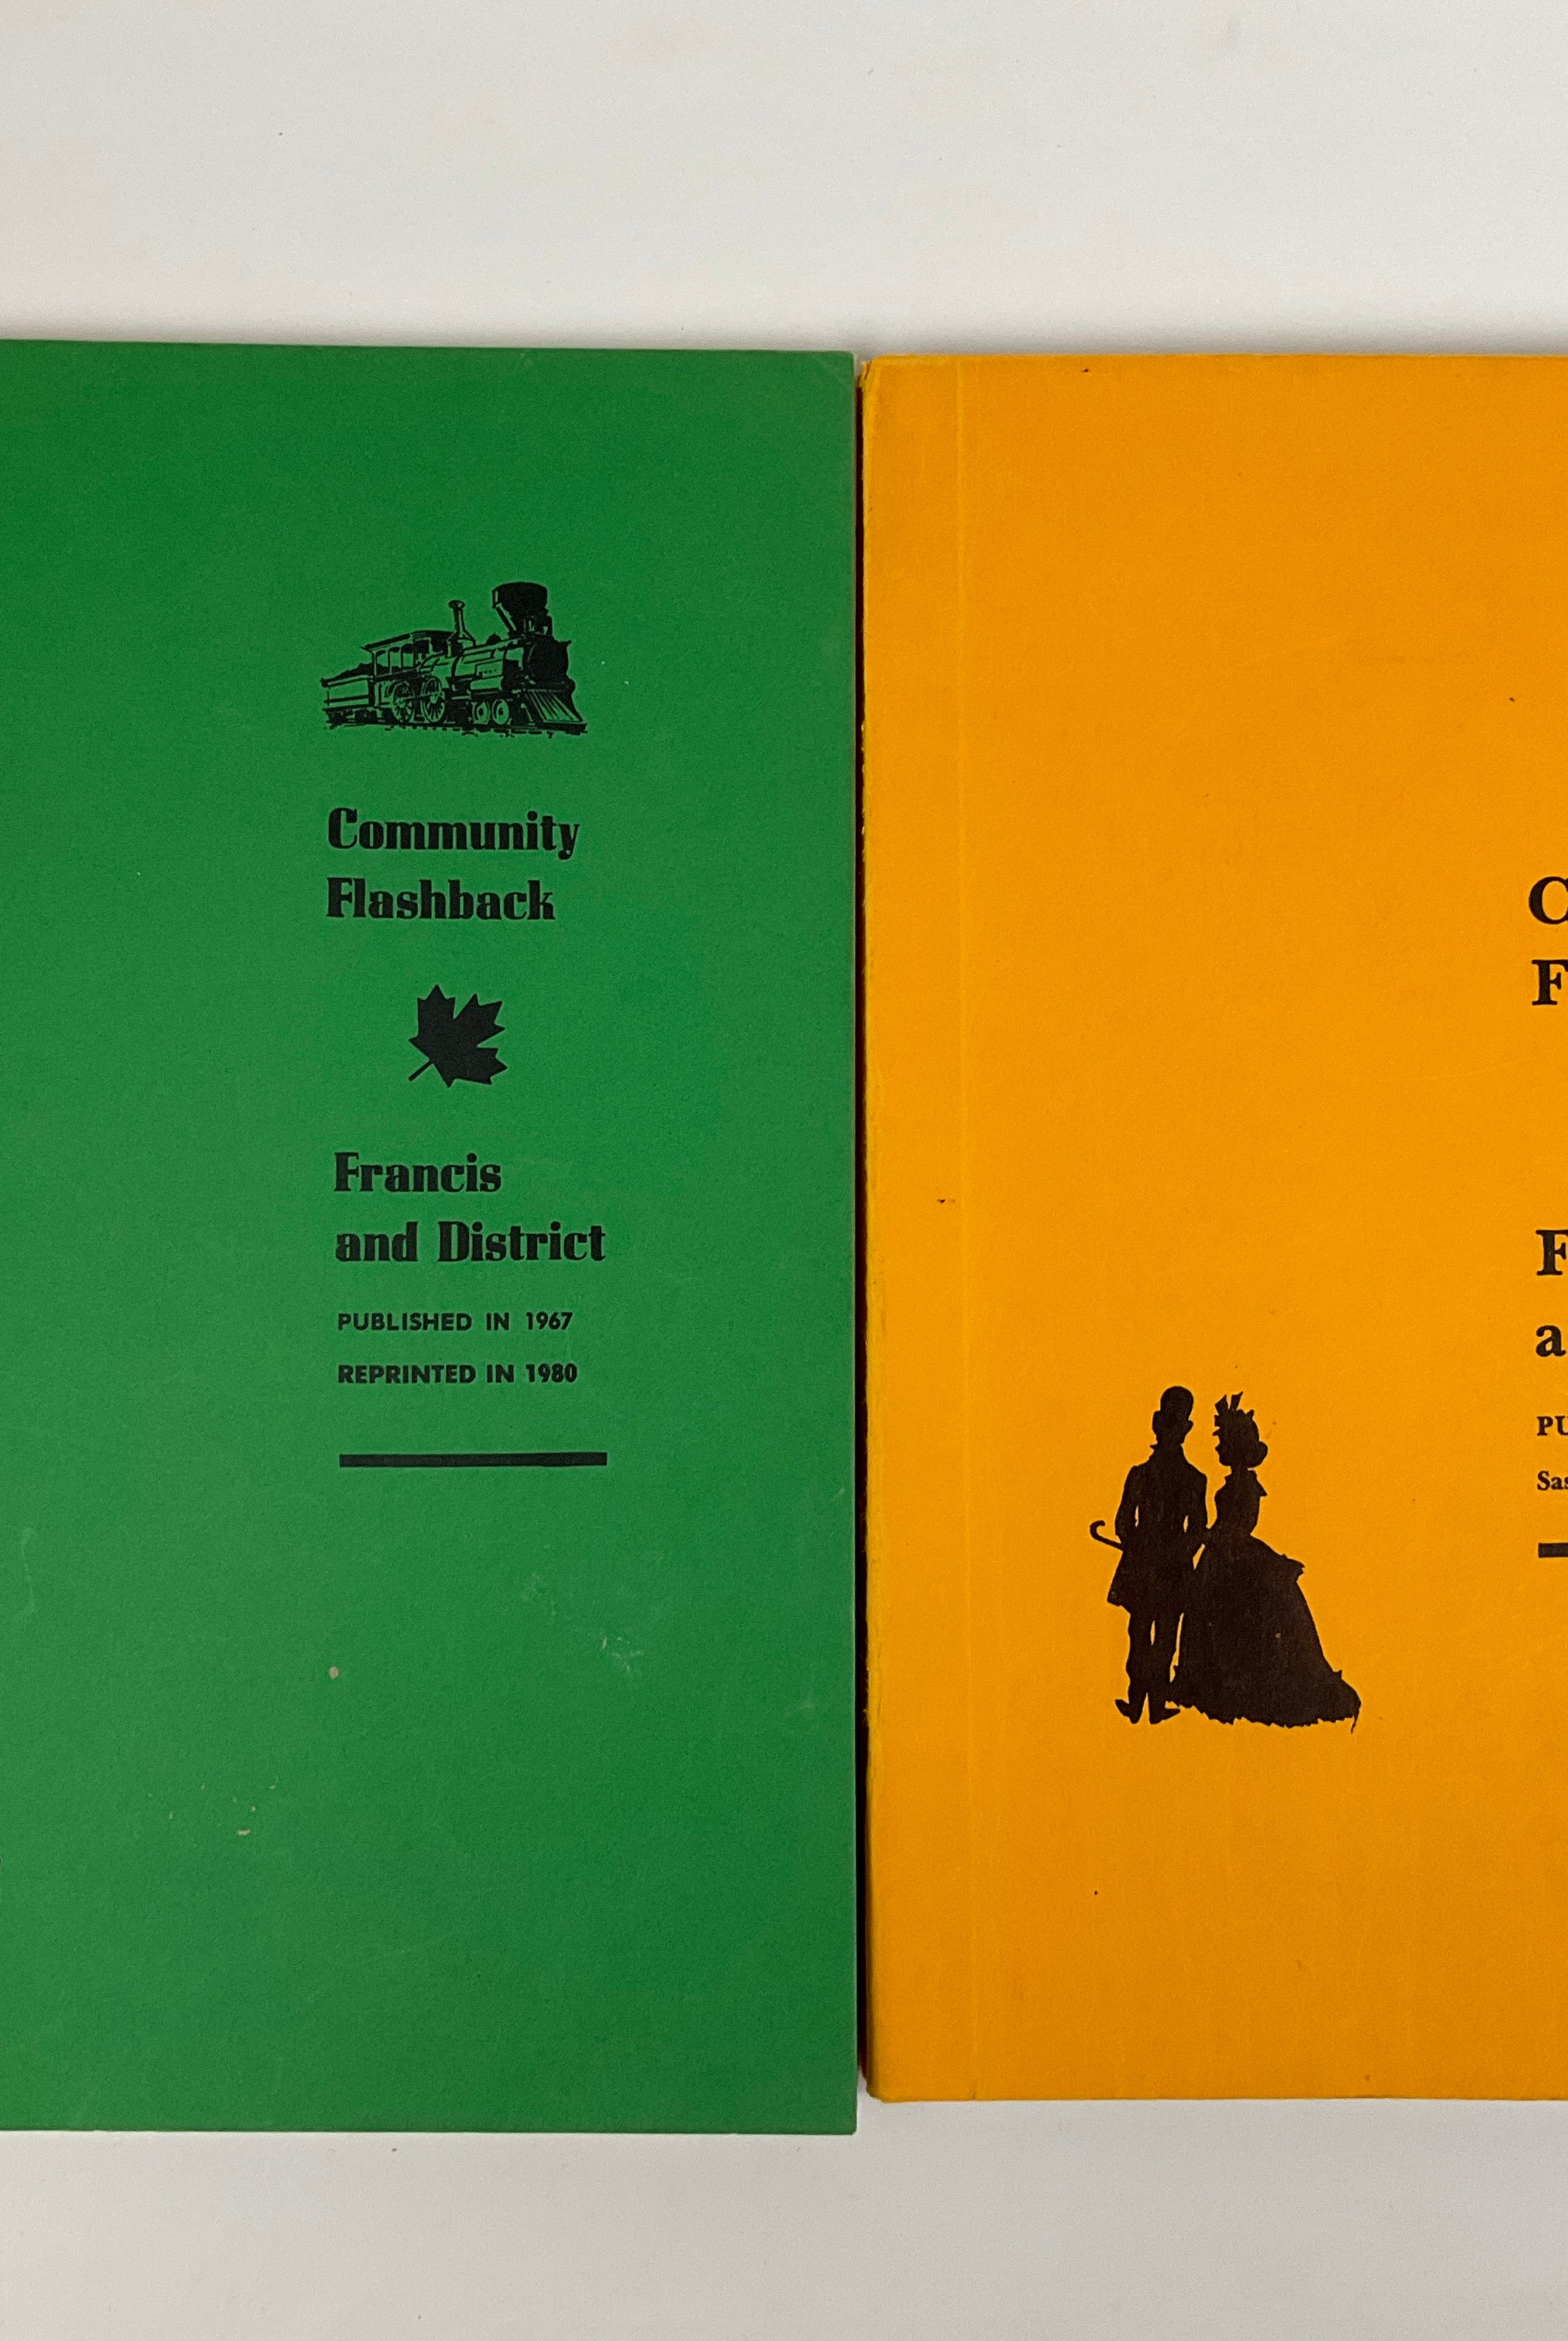 Community
Flashback
Francis
and District
PUBLISHED IN 1967
REPRINTED IN 1980